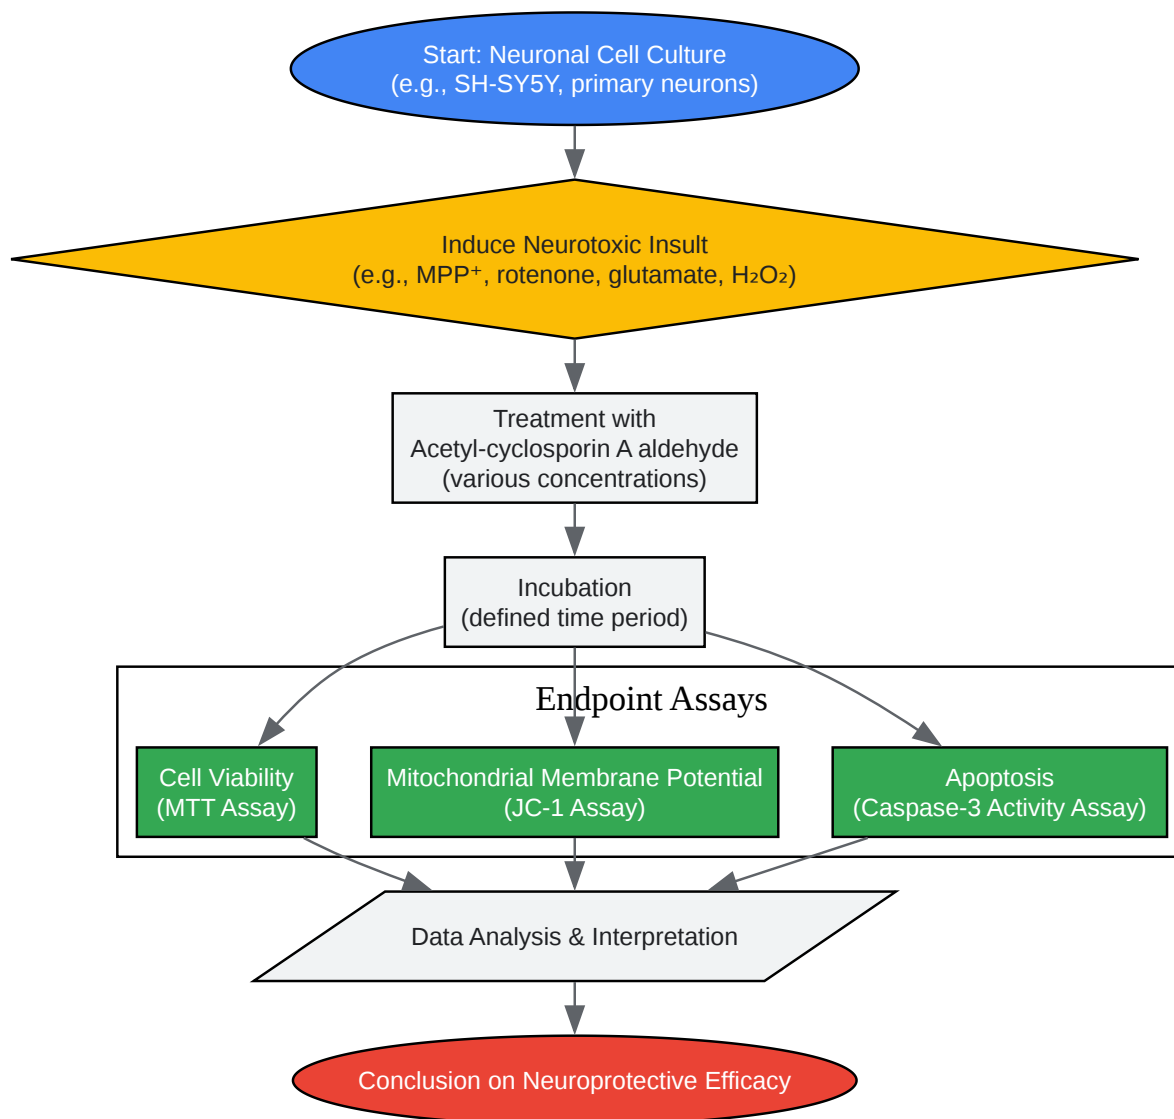 Start: Neuronal Cell Culture
(e.g., SH-SY5Y, primary neurons)
Induce Neurotoxic Insult
(e.g., MPP⁺, rotenone, glutamate, H₂O₂)
Treatment with
Acetyl-cyclosporin A aldehyde
(various concentrations)
Incubation
(defined time period)
Endpoint Assays
Cell Viability
(MTT Assay)
Mitochondrial Membrane Potential
(JC-1 Assay)
Apoptosis
(Caspase-3 Activity Assay)
Data Analysis & Interpretation
Conclusion on Neuroprotective Efficacy